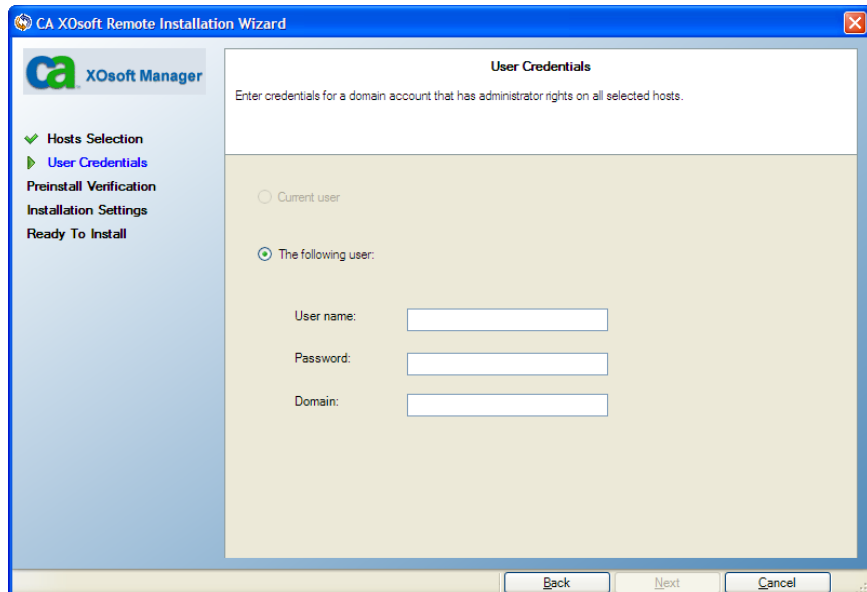 CA XOsoft Remote Installation Wizard
ca XOsoft Manager
Hosts Selection
User Credentials
Preinstall Verification
Installation Settings
Ready To Install
User Credentials
Enter credentials for a domain account that has administrator rights on all selected hosts.
Current user
The following user:
User name:
Password:
Domain:
Back
Next
Cancel